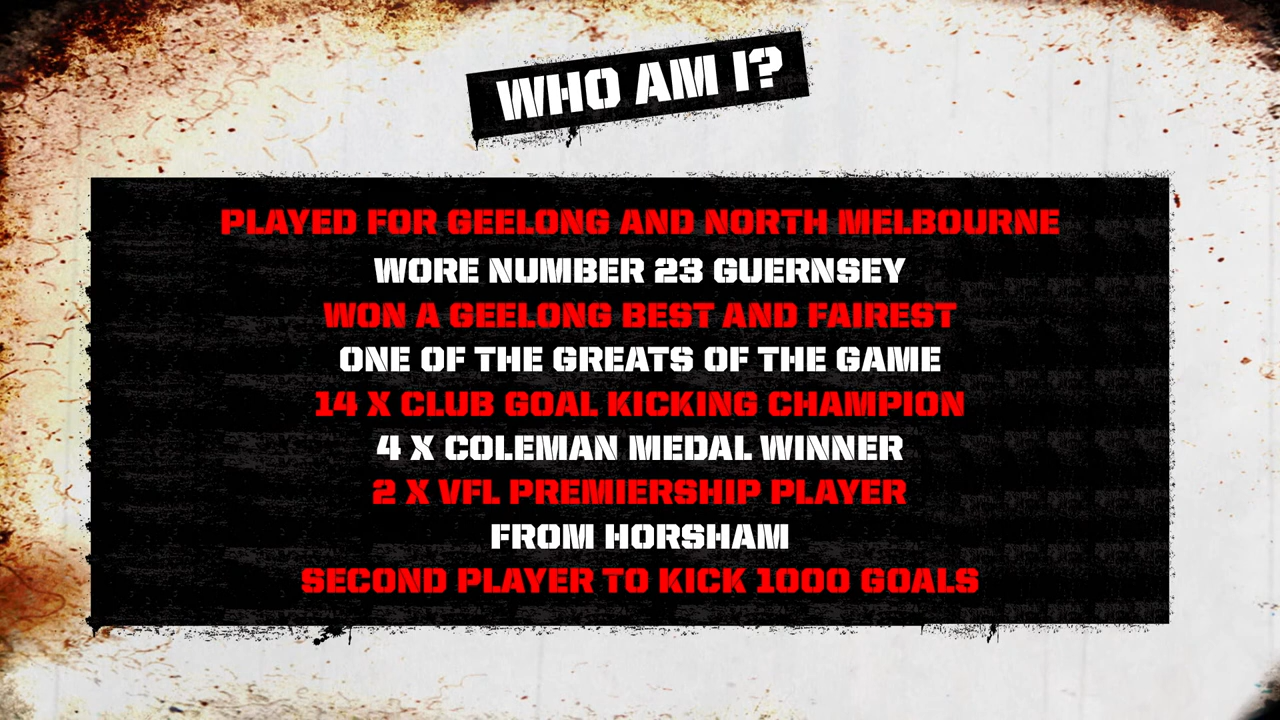 WHO AM I?
PLAYED FOR GEELONG AND NORTH MELBOURNE
WORE NUMBER 23 GUERNSEY
WON A GEELONG BEST AND FAIREST
ONE OF THE GREATS OF THE GAME
14 X CLUB GOAL KICKING CHAMPION
4 X COLEMAN MEDAL WINNER
2 X VFL PREMIERSHIP PLAYER
FROM HORSHAM
SECOND PLAYER TO KICK 1000 GOALS